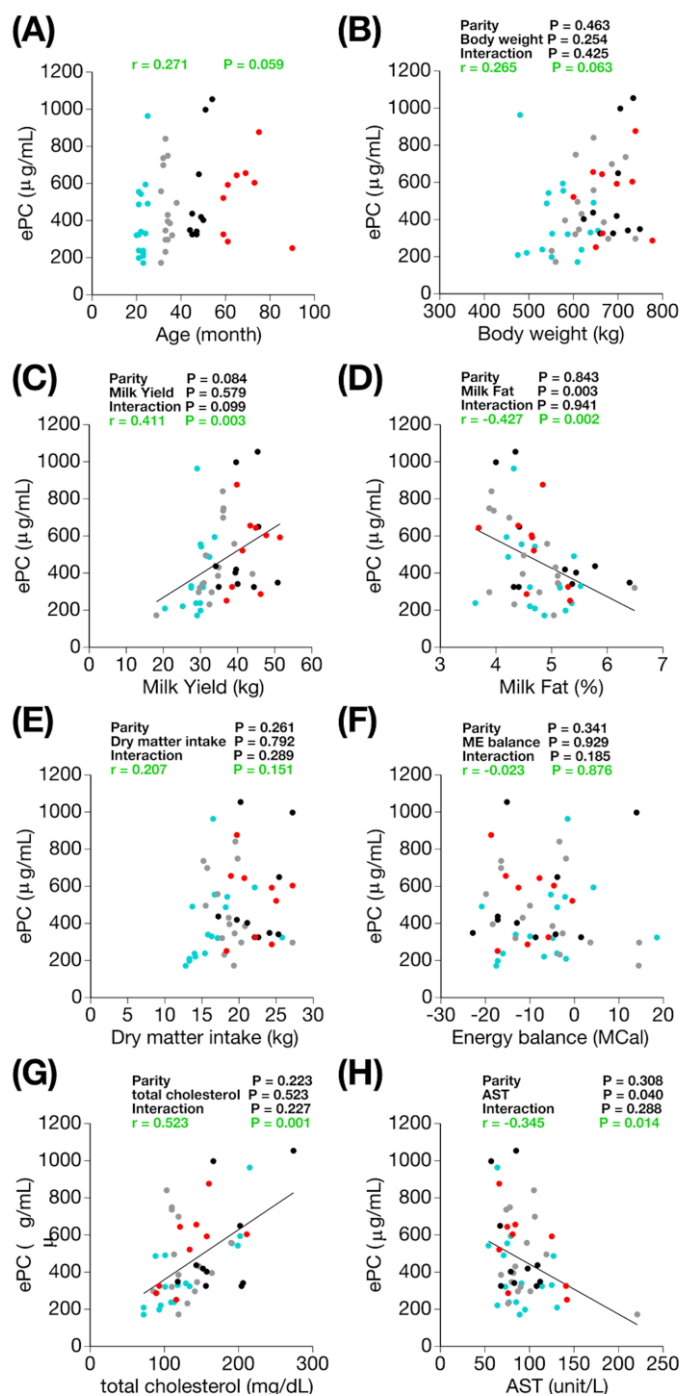 (A)
r = 0.271 P = 0.059
1200
1000
800
600
400
200
0
ePC (μ g/mL)
0 20 40 60 80 100
Age (month)
(B)
Parity P = 0.463
Body weight P = 0.254
Interaction P = 0.425
r = 0.265 P = 0.063
1200
1000
800
600
400
200
0
ePC (μ g/mL)
300 400 500 600 700 800
Body weight (kg)
(C)
Parity P = 0.084
Milk Yield P = 0.579
Interaction P = 0.099
r = 0.411 P = 0.003
1200
1000
800
600
400
200
0
ePC (μ g/mL)
0 10 20 30 40 50 60
Milk Yield (kg)
(D)
Parity P = 0.843
Milk Fat P = 0.003
Interaction P = 0.941
r = -0.427 P = 0.002
1200
1000
800
600
400
200
0
ePC (μ g/mL)
3 4 5 6 7
Milk Fat (%)
(E)
Parity P = 0.261
Dry matter intake P = 0.792
Interaction P = 0.289
r = 0.207 P = 0.151
1200
1000
800
600
400
200
0
ePC (μ g/mL)
0 5 10 15 20 25 30
Dry matter intake (kg)
(F)
Parity P = 0.341
ME balance P = 0.929
Interaction P = 0.185
r = -0.023 P = 0.876
1200
1000
800
600
400
200
0
ePC (μ g/mL)
-30 -20 -10 0 10 20
Energy balance (MCal)
(G)
Parity P = 0.223
total cholesterol P = 0.523
Interaction P = 0.227
r = 0.523 P = 0.001
1200
1000
800
600
400
200
0
ePC ( g/mL)
μ
0 100 200 300
total cholesterol (mg/dL)
(H)
Parity P = 0.308
AST P = 0.040
Interaction P = 0.288
r = -0.345 P = 0.014
1200
1000
800
600
400
200
0
ePC (μ g/mL)
0 50 100 150 200 250
AST (unit/L)